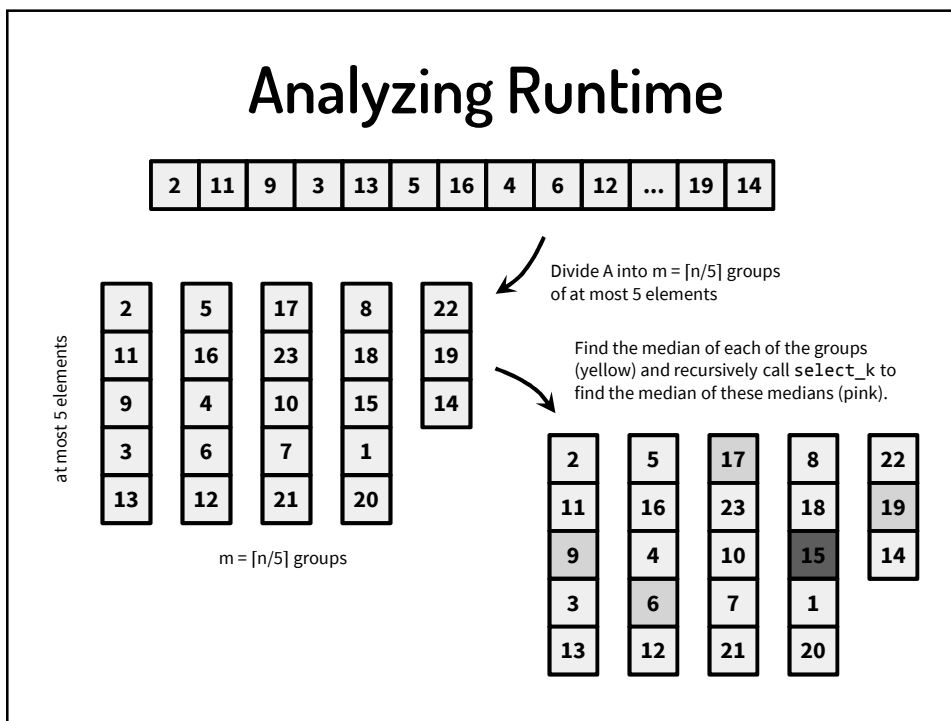 Analyzing Runtime
2 11 9 3 13 5 16 4 6 12 ... 19 14
Divide A into m = ⌈n/5⌉ groups
of at most 5 elements
at most 5 elements
2 5 17 8 22
11 16 23 18 19
9 4 10 15 14
3 6 7 1
13 12 21 20
m = ⌈n/5⌉ groups
Find the median of each of the groups
(yellow) and recursively call select_k to
find the median of these medians (pink).
2 5 17 8 22
11 16 23 18 19
9 4 10 15 14
3 6 7 1
13 12 21 20